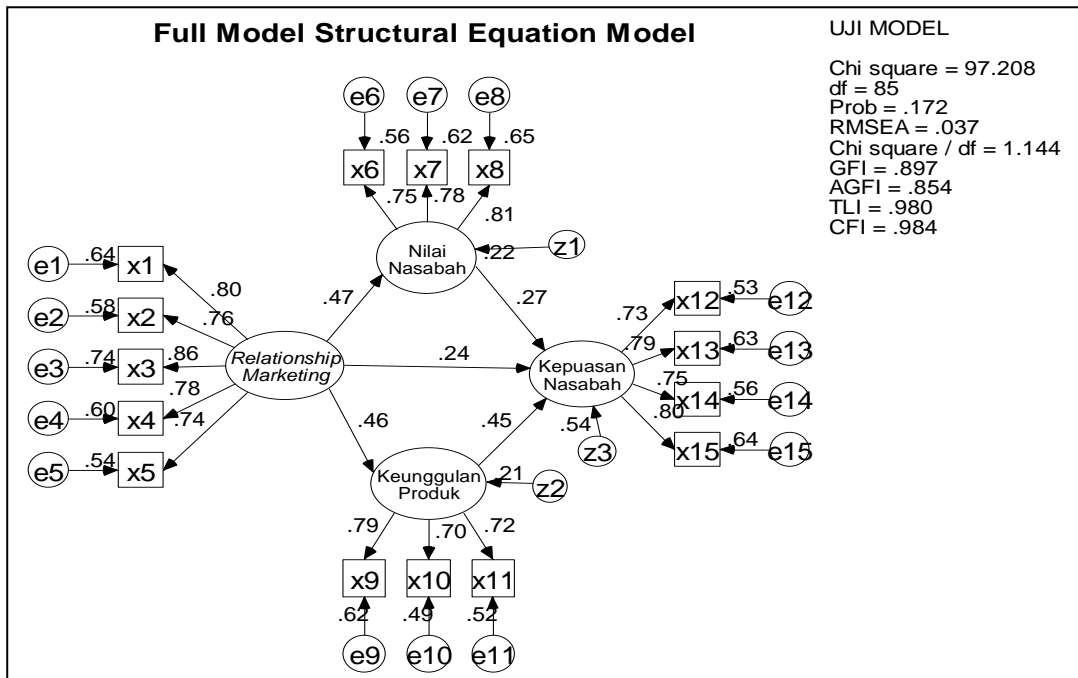 Full Model Structural Equation Model
UJI MODEL
Chi square = 97.208
df = 85
Prob = .172
RMSEA = .037
Chi square / df = 1.144
GFI = .897
AGFI = .854
TLI = .980
CFI = .984
e6 e7 e8
.56 .62 .65
x6 x7 x8
.75 .78 .81
Nilai
Nasabah
.22
z1
e1 .64 x1 .80
e2 .58 x2 .76
e3 .74 x3 .86
e4 .60 x4 .78
e5 .54 x5 .74
Relationship
Marketing
.47
.27
.24
.46
.45
Kepuasan
Nasabah
.54
z3
.73 x12 .53 e12
.79 x13 .63 e13
.75 x14 .56 e14
.80 x15 .64 e15
Keunggulan
Produk
.21
z2
.79 .70 .72
x9 x10 x11
.62 .49 .52
e9 e10 e11